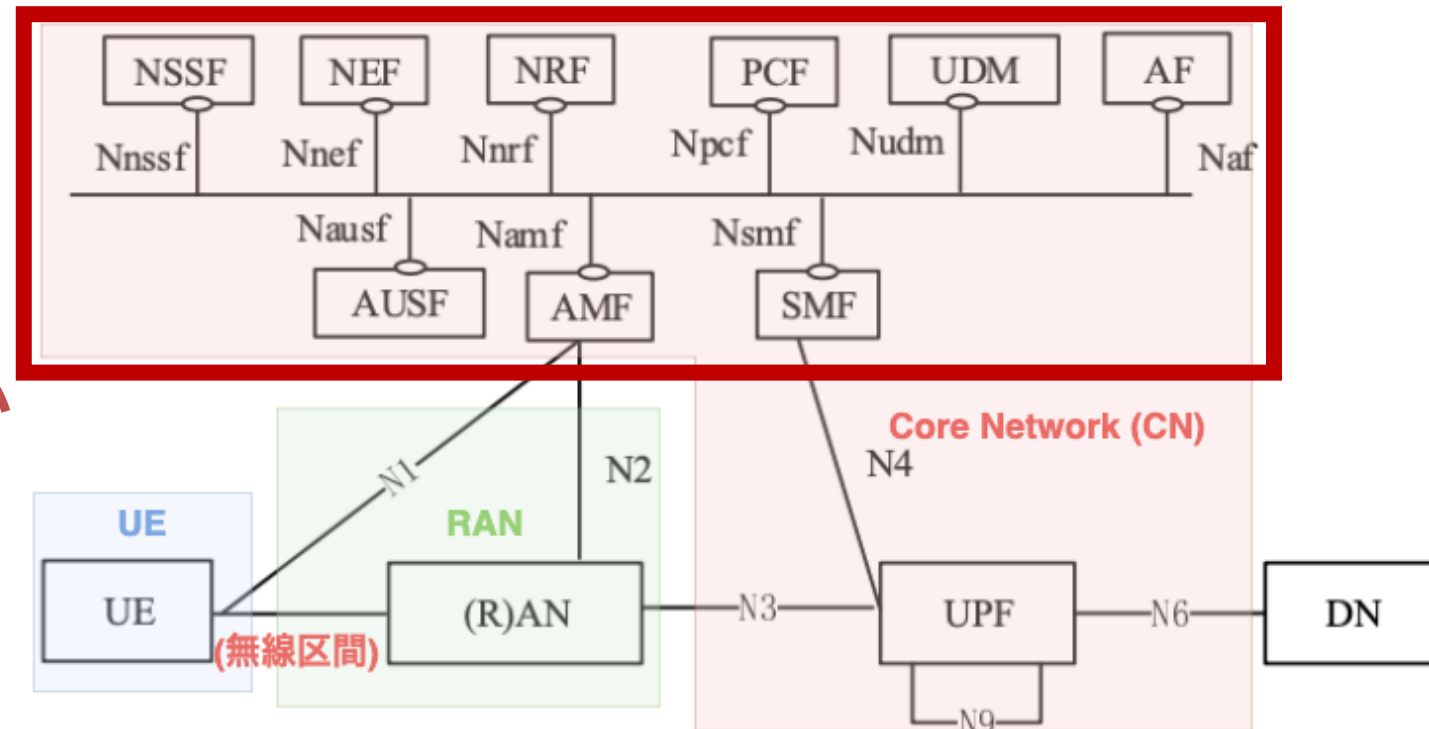 NSSF
NEF
NRF
PCF
UDM
AF
Nnssf
Nnef
Nnrf
Npcf
Nudm
Naf
Nausf
Namf
Nsmf
AUSF
AMF
SMF
Core Network (CN)
N1
N2
N4
UE
RAN
UE
(R)AN
N3
UPF
N6
DN
(無線区間)
N9